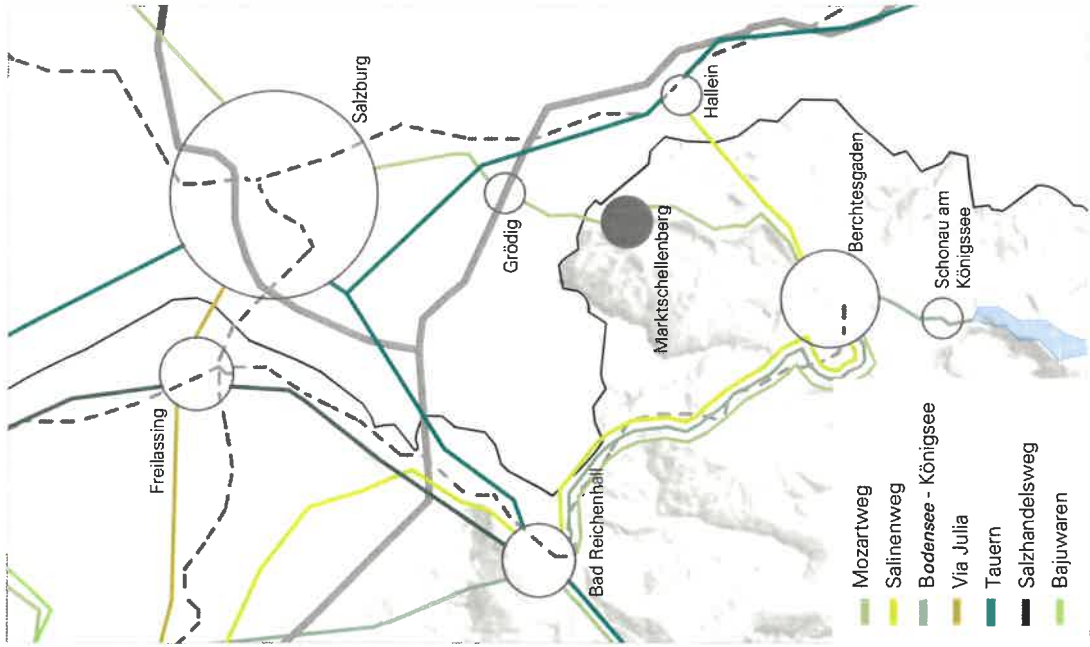 Salzburg
Freilassing
Hallein
Grödig
Marktschellenberg
Bad Reichenhall
Berchtesgaden
Schonau am
Königssee
Mozartweg
Salinenweg
Bodensee - Königsee
Via Julia
Tauern
Salzhandelsweg
Bajuwaren